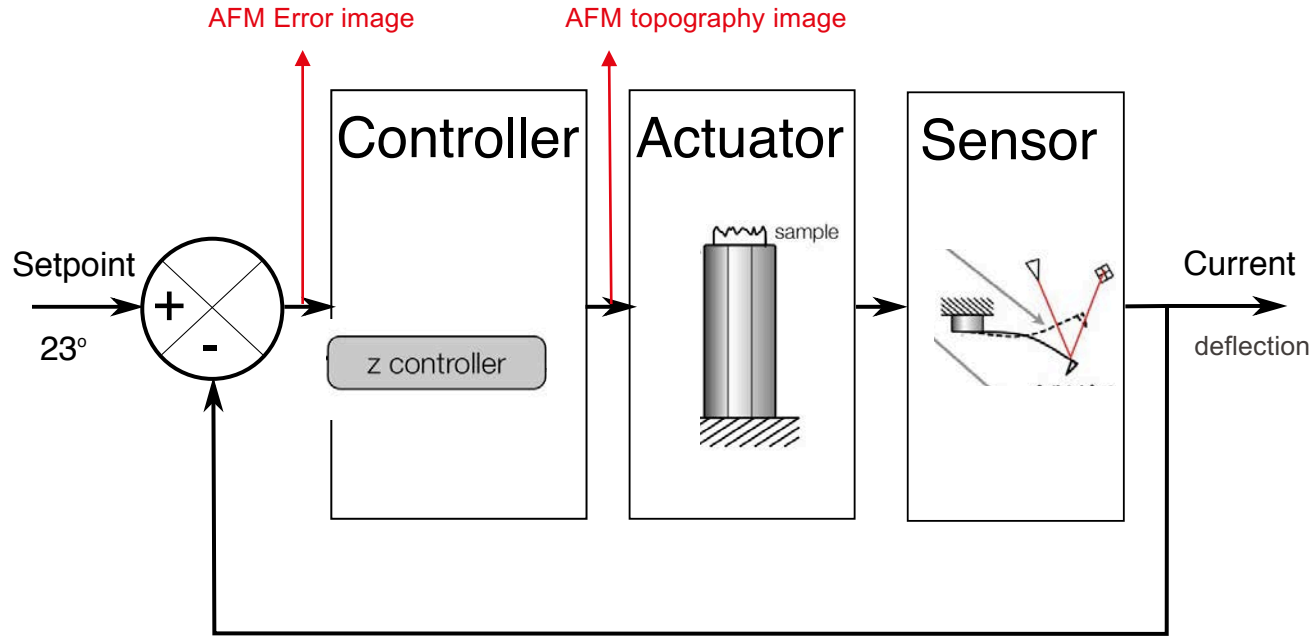 AFM Error image
AFM topography image
Controller
Actuator
Sensor
sample
Setpoint
+
Current
23°
-
z controller
deflection